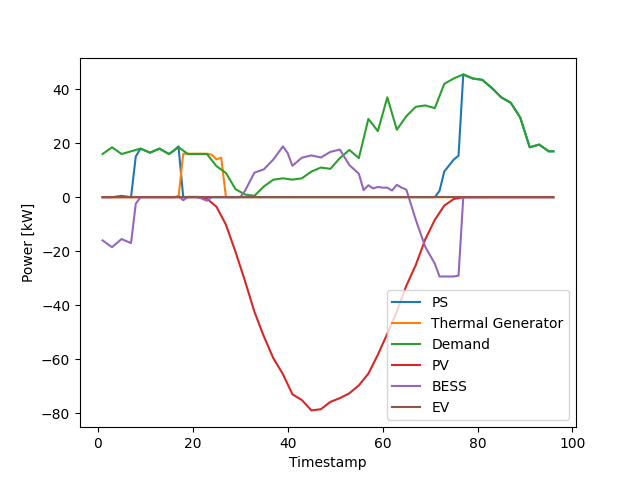 40
20
0
−20
−40
−60
−80
Power [kW]
0 20 40 60 80 100
Timestamp
PS
Thermal Generator
Demand
PV
BESS
EV